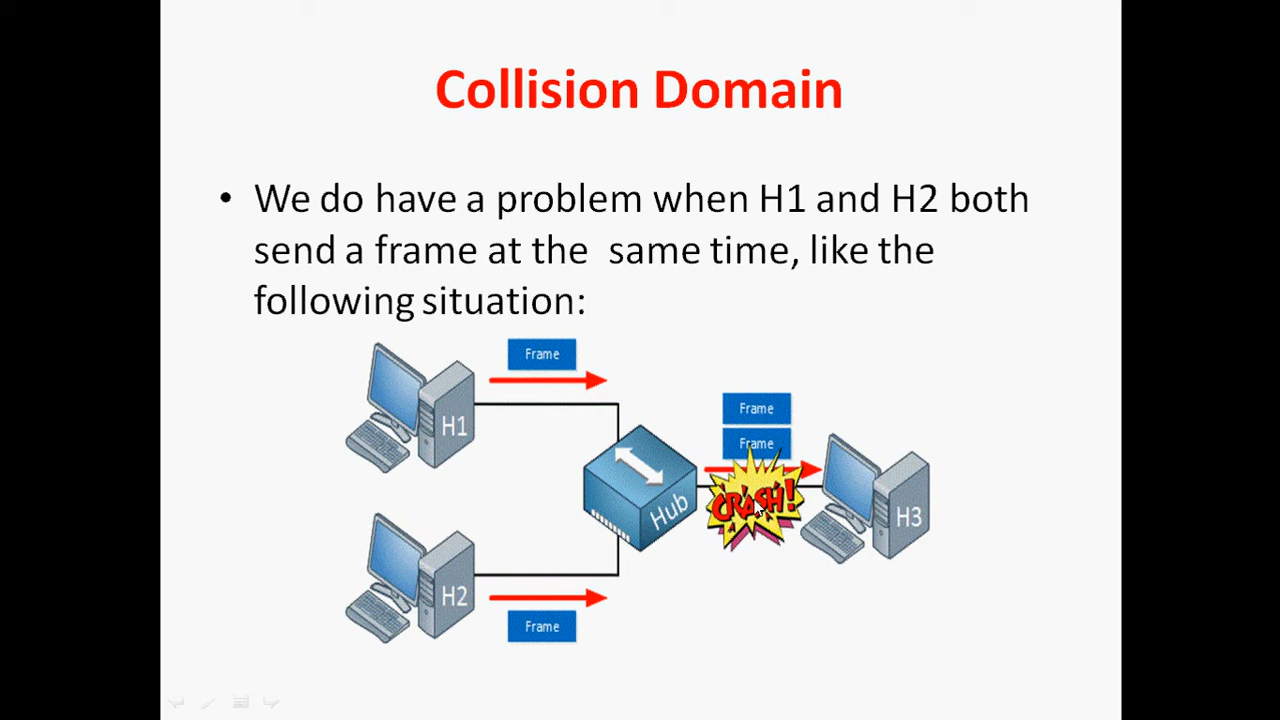 Collision Domain
• We do have a problem when H1 and H2 both
send a frame at the same time, like the
following situation:
Frame
H1
Frame
Frame
CRASH!
Hub
H3
H2
Frame